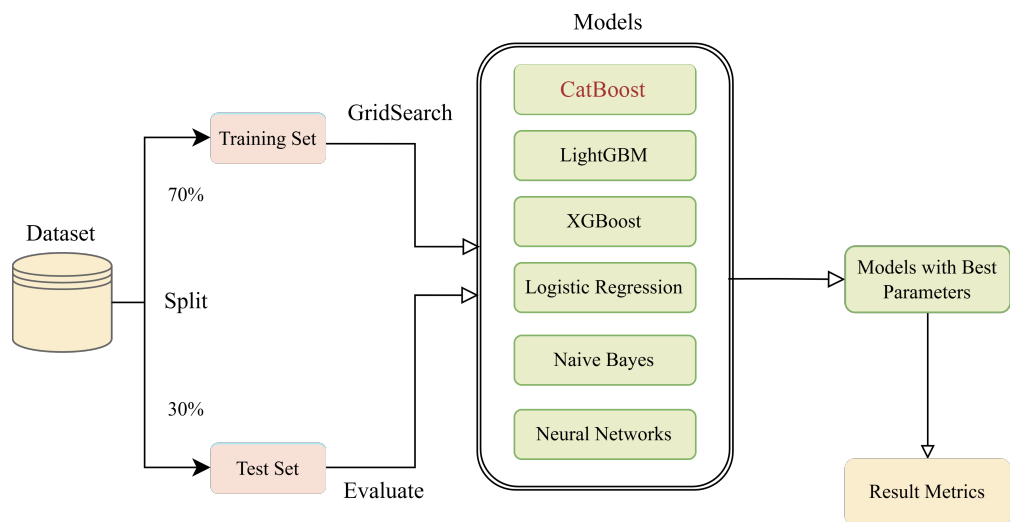 Models
CatBoost
GridSearch
Training Set
LightGBM
70%
XGBoost
Dataset
Models with Best
Parameters
Split
Logistic Regression
Naive Bayes
30%
Neural Networks
Test Set
Evaluate
Result Metrics